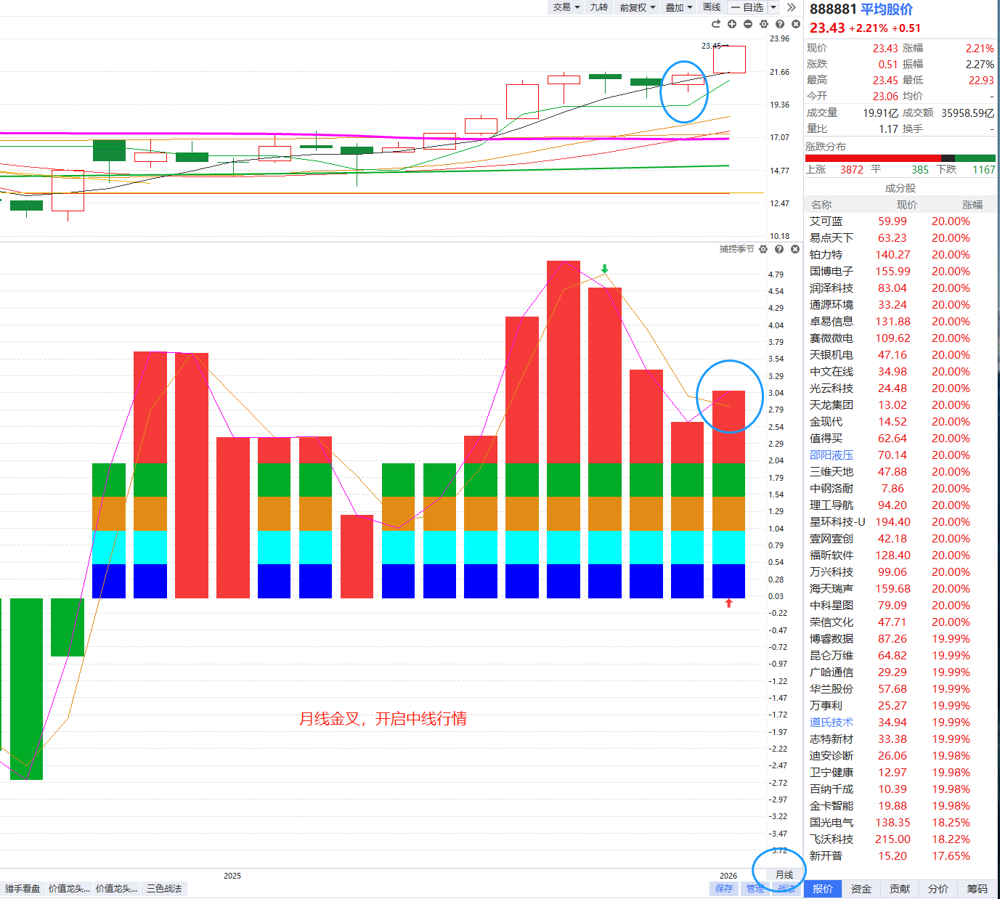 交易 九转 前复权 叠加 画线 一 自选
888881 平均股价
23.43 +2.21% +0.51
现价 23.43 涨幅 2.21%
涨跌 0.51 振幅 2.27%
最高 23.45 最低 22.93
今开 23.06 均价 -
成交量 19.91亿 成交额 35958.59亿
量比 1.17 换手 -
涨跌分布
上涨 3872 平 385 下跌 1167
成分股
名称 现价 涨幅
艾可蓝 59.99 20.00%
易点天下 63.23 20.00%
铂力特 140.27 20.00%
国博电子 155.99 20.00%
润泽科技 83.04 20.00%
通源环境 33.24 20.00%
卓易信息 131.88 20.00%
赛微微电 109.62 20.00%
天银机电 47.16 20.00%
中文在线 34.98 20.00%
光云科技 24.48 20.00%
天龙集团 13.02 20.00%
金现代 14.52 20.00%
值得买 62.64 20.00%
邵阳液压 70.14 20.00%
三维天地 47.88 20.00%
中钢洛耐 7.86 20.00%
理工导航 94.20 20.00%
星环科技-U 194.40 20.00%
壹网壹创 42.18 20.00%
福昕软件 128.40 20.00%
万兴科技 99.06 20.00%
海天瑞声 159.68 20.00%
中科星图 79.09 20.00%
荣信文化 47.71 20.00%
博睿数据 87.26 19.99%
昆仑万维 64.82 19.99%
广哈通信 29.29 19.99%
华兰股份 57.68 19.99%
万事利 25.27 19.99%
道氏技术 34.94 19.99%
志特新材 33.38 19.99%
迪安诊断 26.06 19.98%
卫宁健康 12.97 19.98%
百纳千成 10.39 19.98%
金卡智能 19.88 19.98%
国光电气 138.35 18.25%
飞沃科技 215.00 18.22%
新开普 15.20 17.65%
报价 资金 贡献 分价 筹码
23.45
23.96
21.66
19.36
17.07
14.77
12.47
10.18
捕捞季节
4.79
4.54
4.29
4.04
3.79
3.54
3.29
3.04
2.79
2.54
2.29
2.04
1.79
1.54
1.29
1.04
0.79
0.54
0.28
0.03
-0.22
-0.47
-0.72
-0.97
-1.22
-1.47
-1.72
-1.97
-2.22
-2.47
-2.72
-2.97
-3.22
-3.47
-3.72
月线金叉，开启中线行情
2025 2026 月线
猎手看盘 价值龙头... 价值龙头... 三色战法 保存 管理 战法